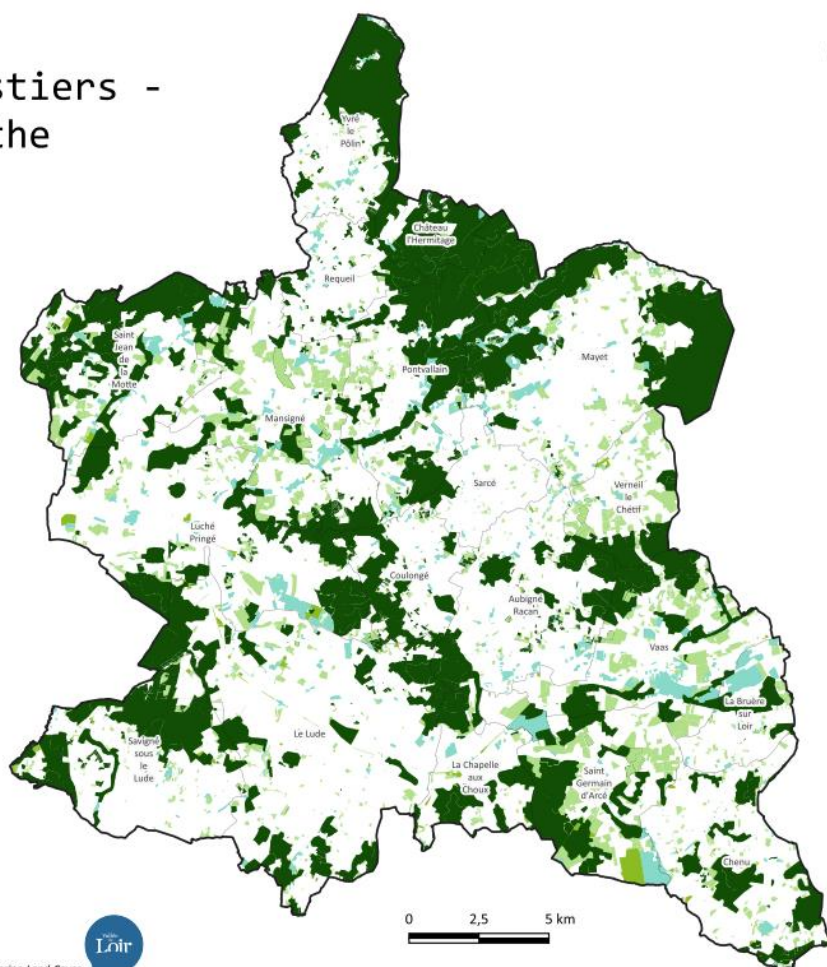 stiers -
the
Yvré
le
Pôlin
Château
l'Hermitage
Requeil
Saint
Jean
de
la
Motte
Mayet
Pontvallain
Mansigné
Sarcé
Verneil
le
Chétif
Luché
Pringé
Coulongé
Aubigné
Racan
Vaas
La Bruère
sur
Loir
Le Lude
Savigné
sous
le
Lude
La Chapelle
aux
Choux
Saint
Germain
d'Arcé
Chenu
0 2,5 5 km
Loir